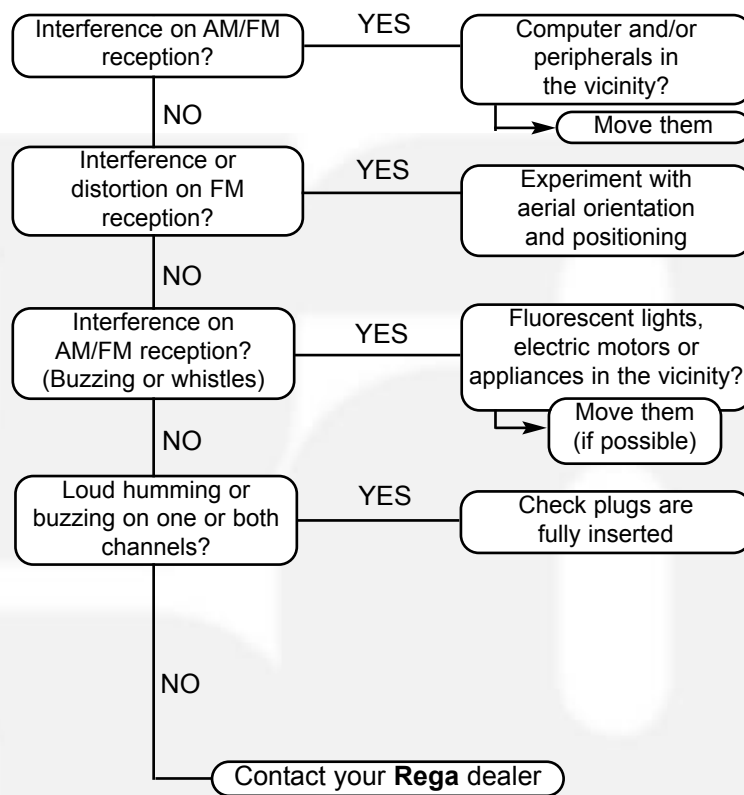 Interference on AM/FM
reception?
YES
Computer and/or
peripherals in
the vicinity?
Move them
NO
Interference or
distortion on FM
reception?
YES
Experiment with
aerial orientation
and positioning
NO
Interference on
AM/FM reception?
(Buzzing or whistles)
YES
Fluorescent lights,
electric motors or
appliances in the vicinity?
Move them
(if possible)
NO
Loud humming or
buzzing on one or both
channels?
YES
Check plugs are
fully inserted
NO
Contact your Rega dealer